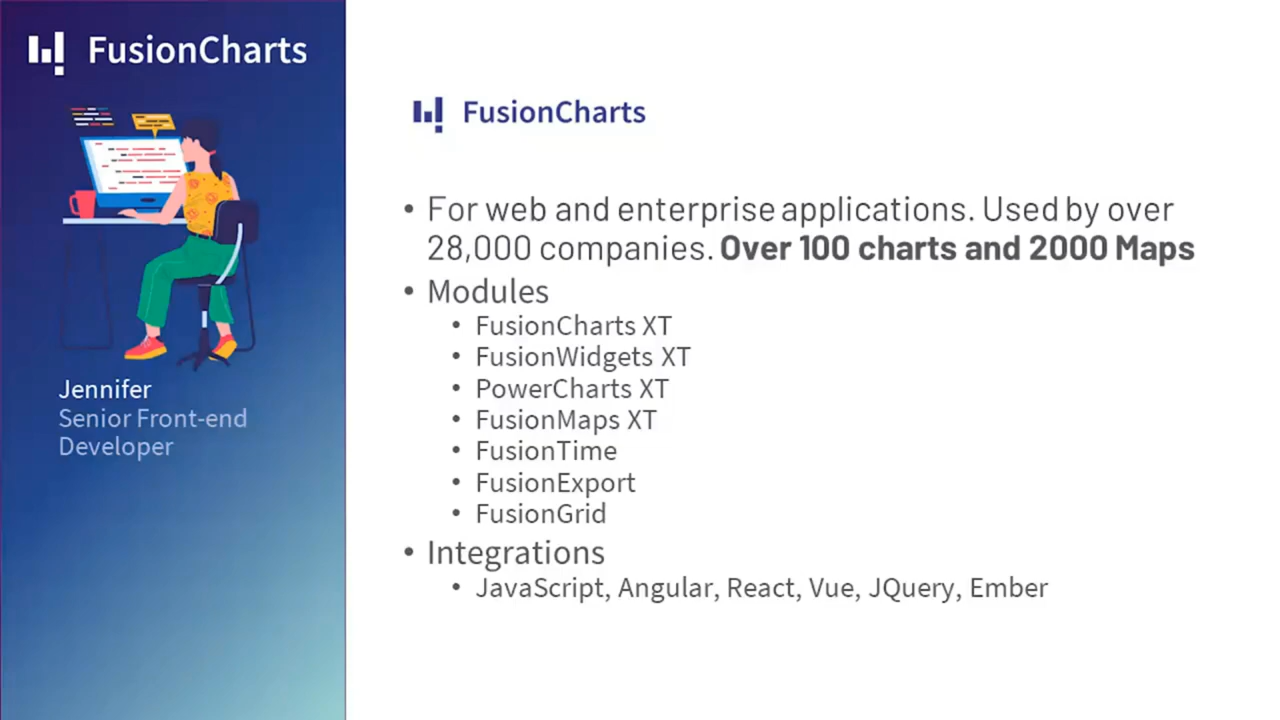 FusionCharts
Jennifer
Senior Front-end
Developer
FusionCharts
• For web and enterprise applications. Used by over
28,000 companies. Over 100 charts and 2000 Maps
• Modules
• FusionCharts XT
• FusionWidgets XT
• PowerCharts XT
• FusionMaps XT
• FusionTime
• FusionExport
• FusionGrid
• Integrations
• JavaScript, Angular, React, Vue, JQuery, Ember